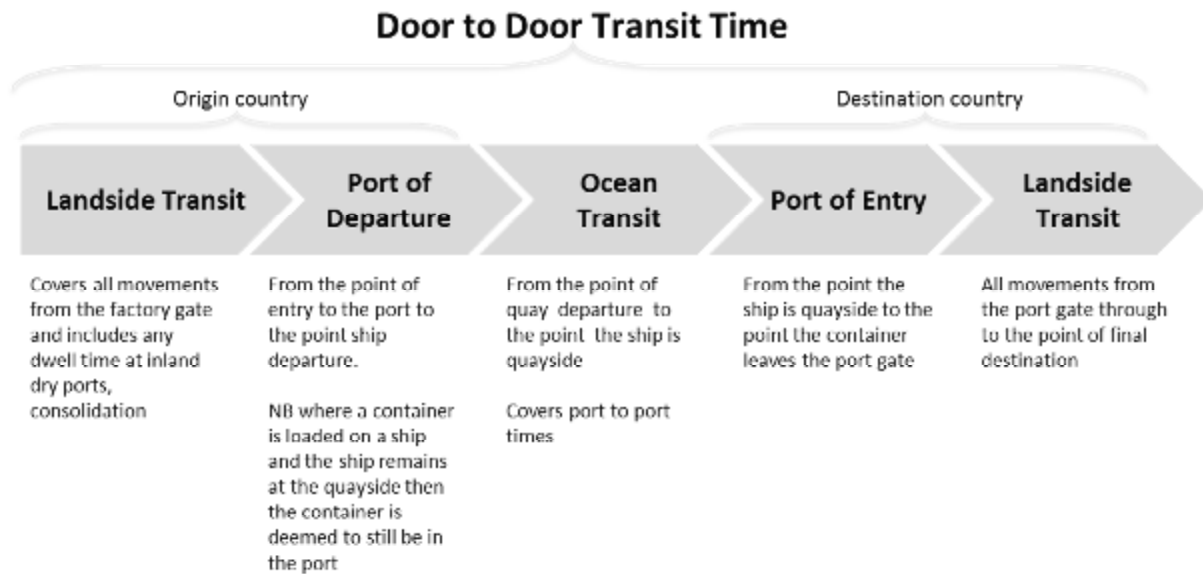 Door to Door Transit Time
Origin country
Destination country
Landside Transit
Port of
Departure
Ocean
Transit
Port of Entry
Landside
Transit
Covers all movements
from the factory gate
and includes any
dwell time at inland
dry ports,
consolidation
From the point of
entry to the port to
the point ship
departure.
NB where a container
is loaded on a ship
and the ship remains
at the quayside then
the container is
deemed to still be in
the port
From the point of
quay departure to
the point the ship is
quayside
Covers port to port
times
From the point the
ship is quayside to the
point the container
leaves the port gate
All movements from
the port gate through
to the point of final
destination